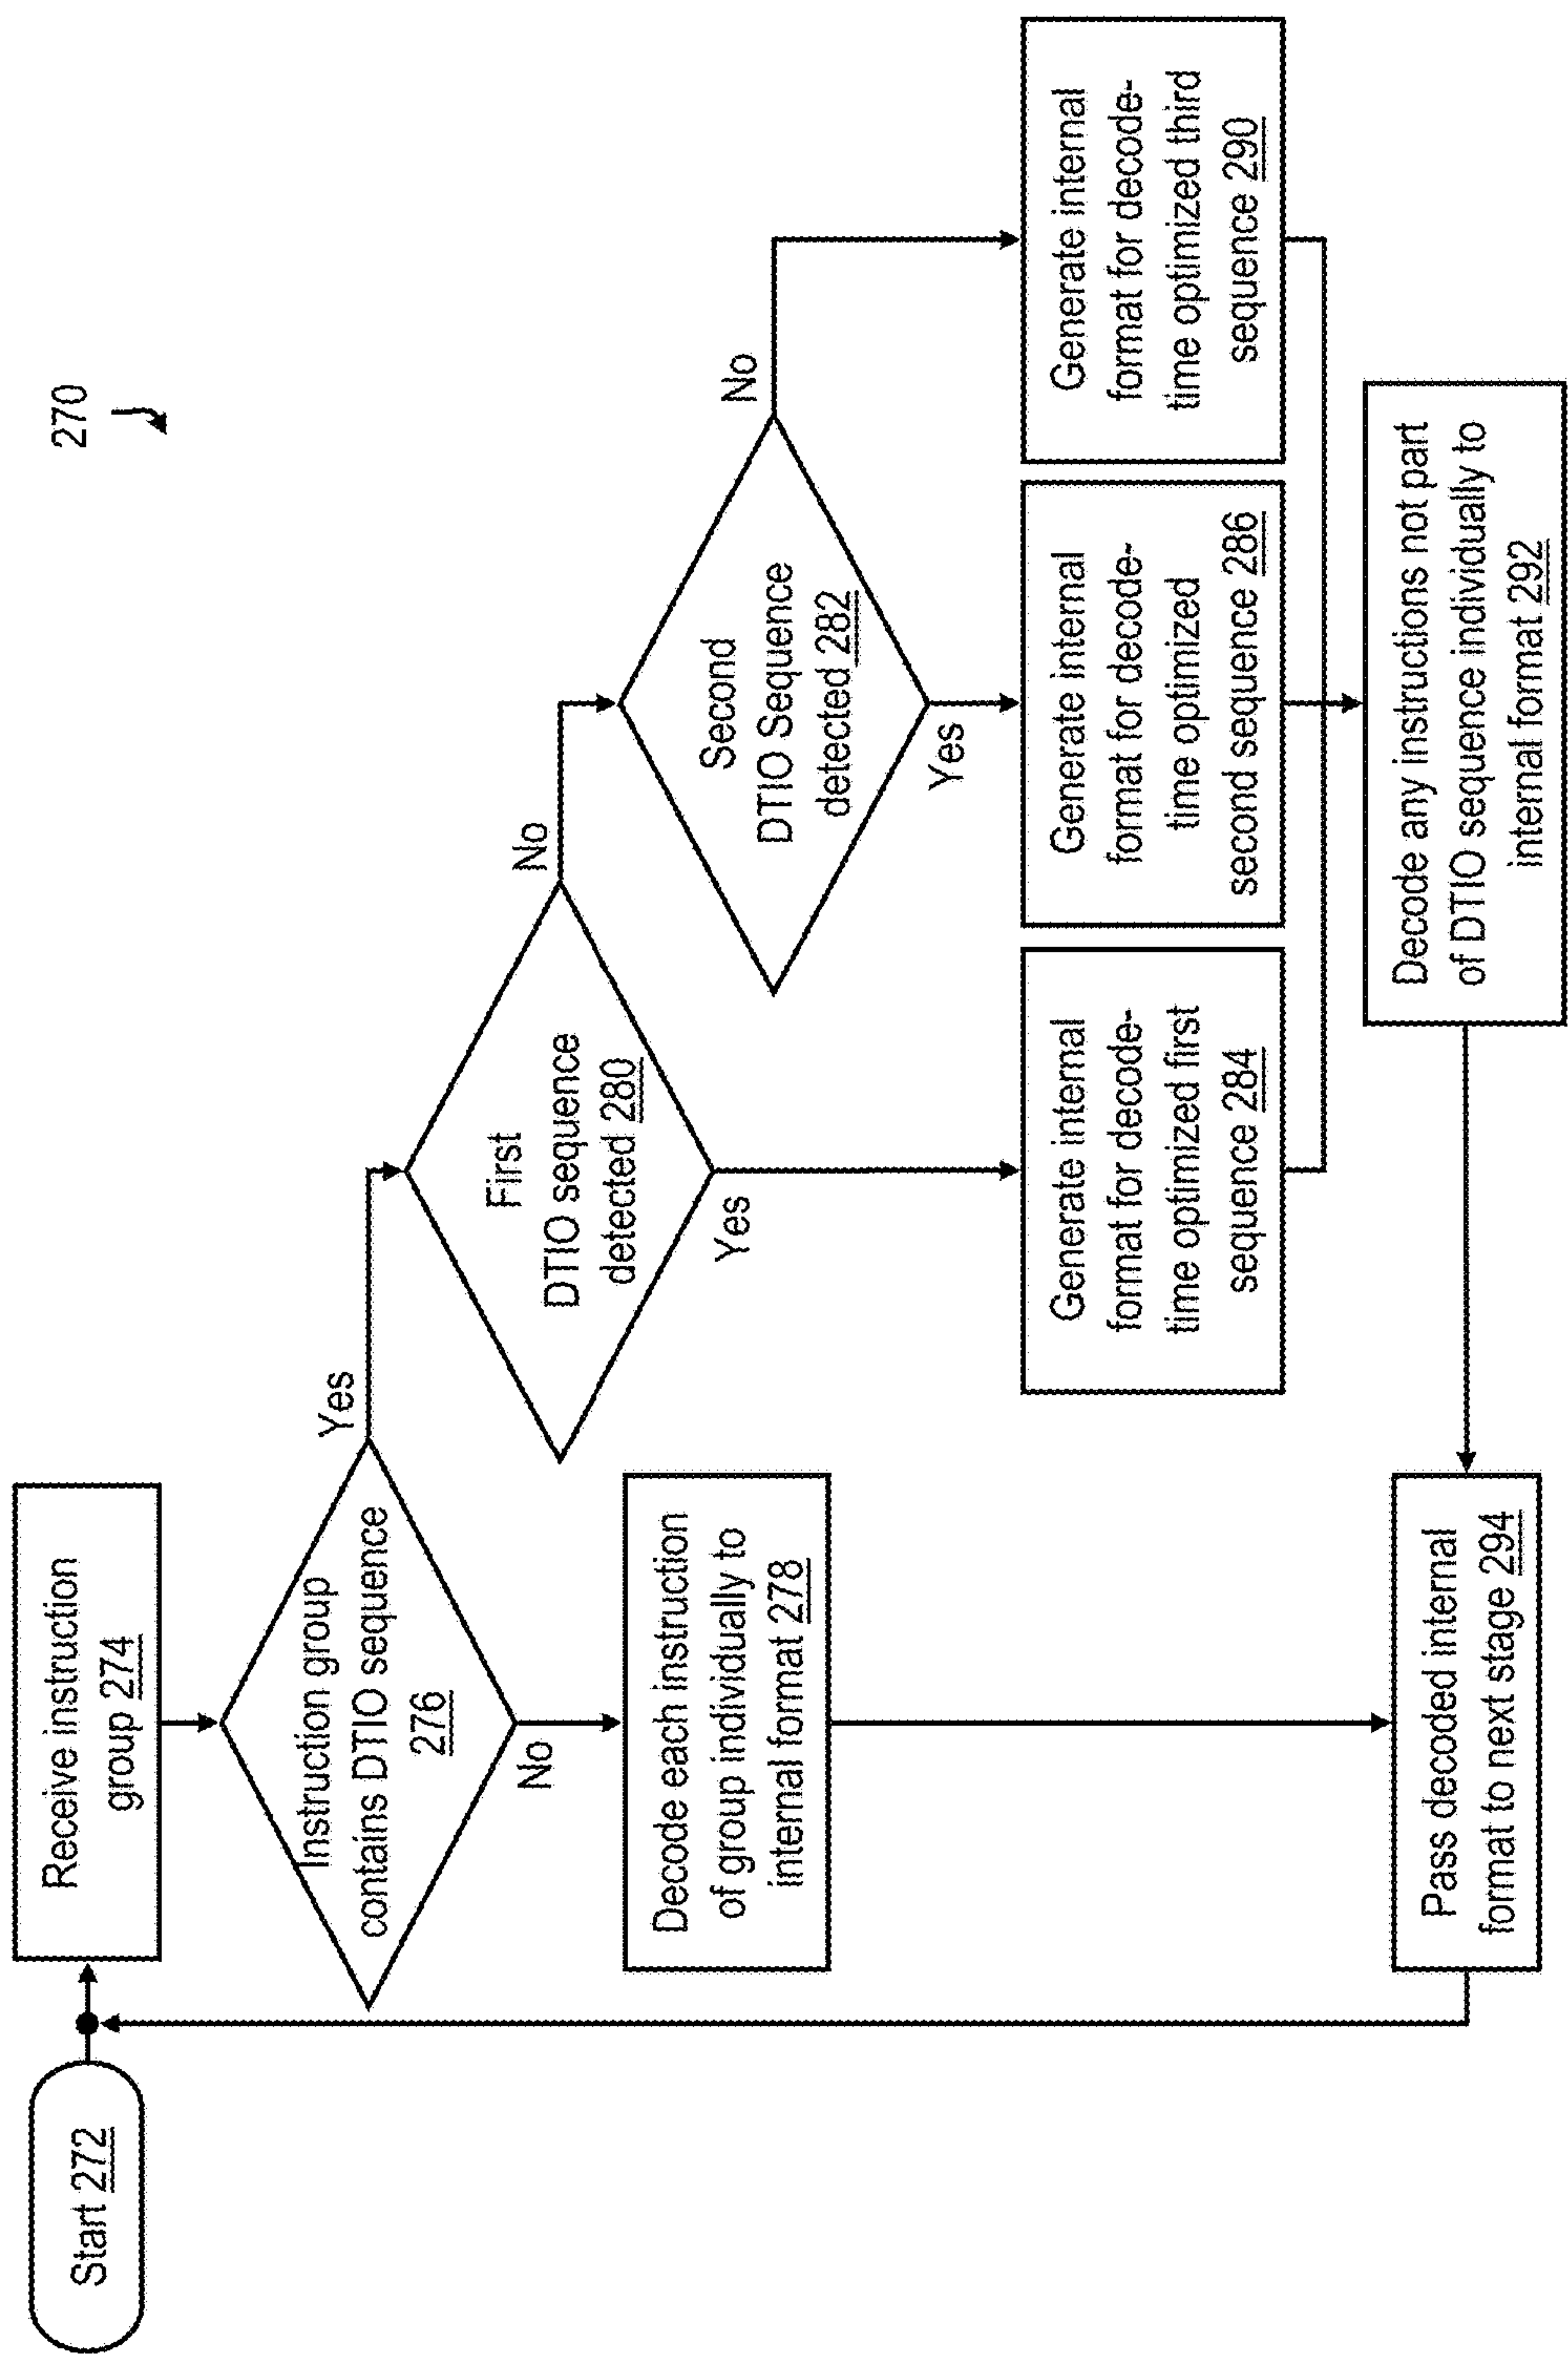 270
Start 272
Receive instruction
group 274
Instruction group
contains DTIO sequence
276
Yes
No
Decode each instruction
of group individually to
internal format 278
First
DTIO sequence
detected 280
No
Yes
Second
DTIO Sequence
detected 282
No
Yes
Generate internal
format for decode-
time optimized first
sequence 284
Generate internal
format for decode-
time optimized
second sequence 286
Generate internal
format for decode-
time optimized third
sequence 290
Decode any instructions not part
of DTIO sequence individually to
internal format 292
Pass decoded internal
format to next stage 294